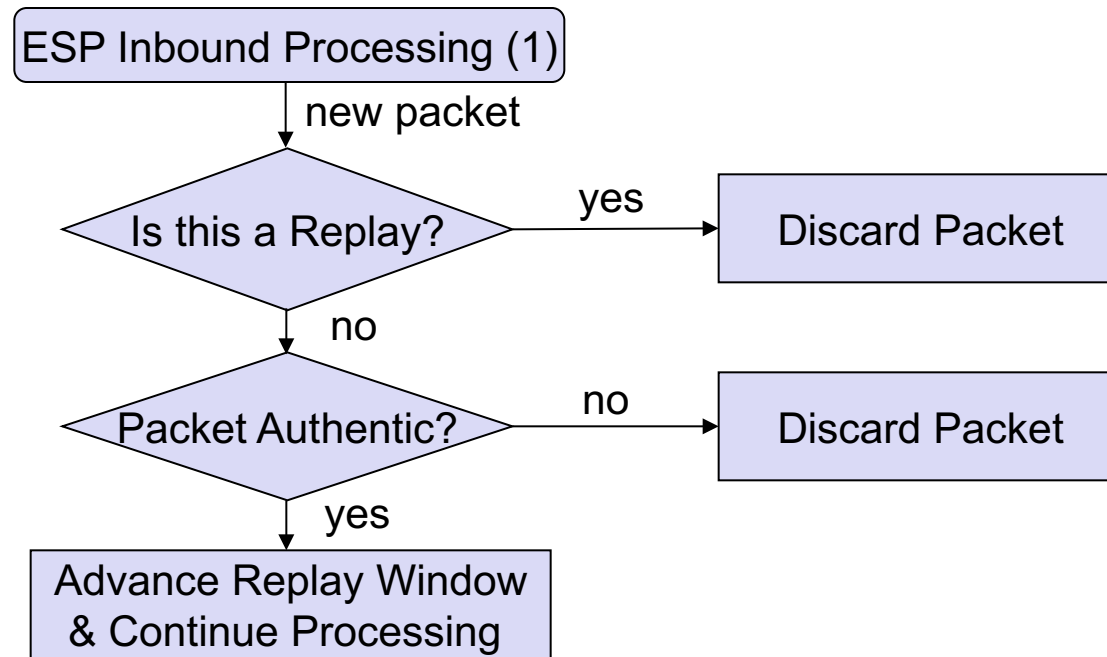 ESP Inbound Processing (1)
new packet
Is this a Replay?
yes
Discard Packet
no
Packet Authentic?
no
Discard Packet
yes
Advance Replay Window
& Continue Processing